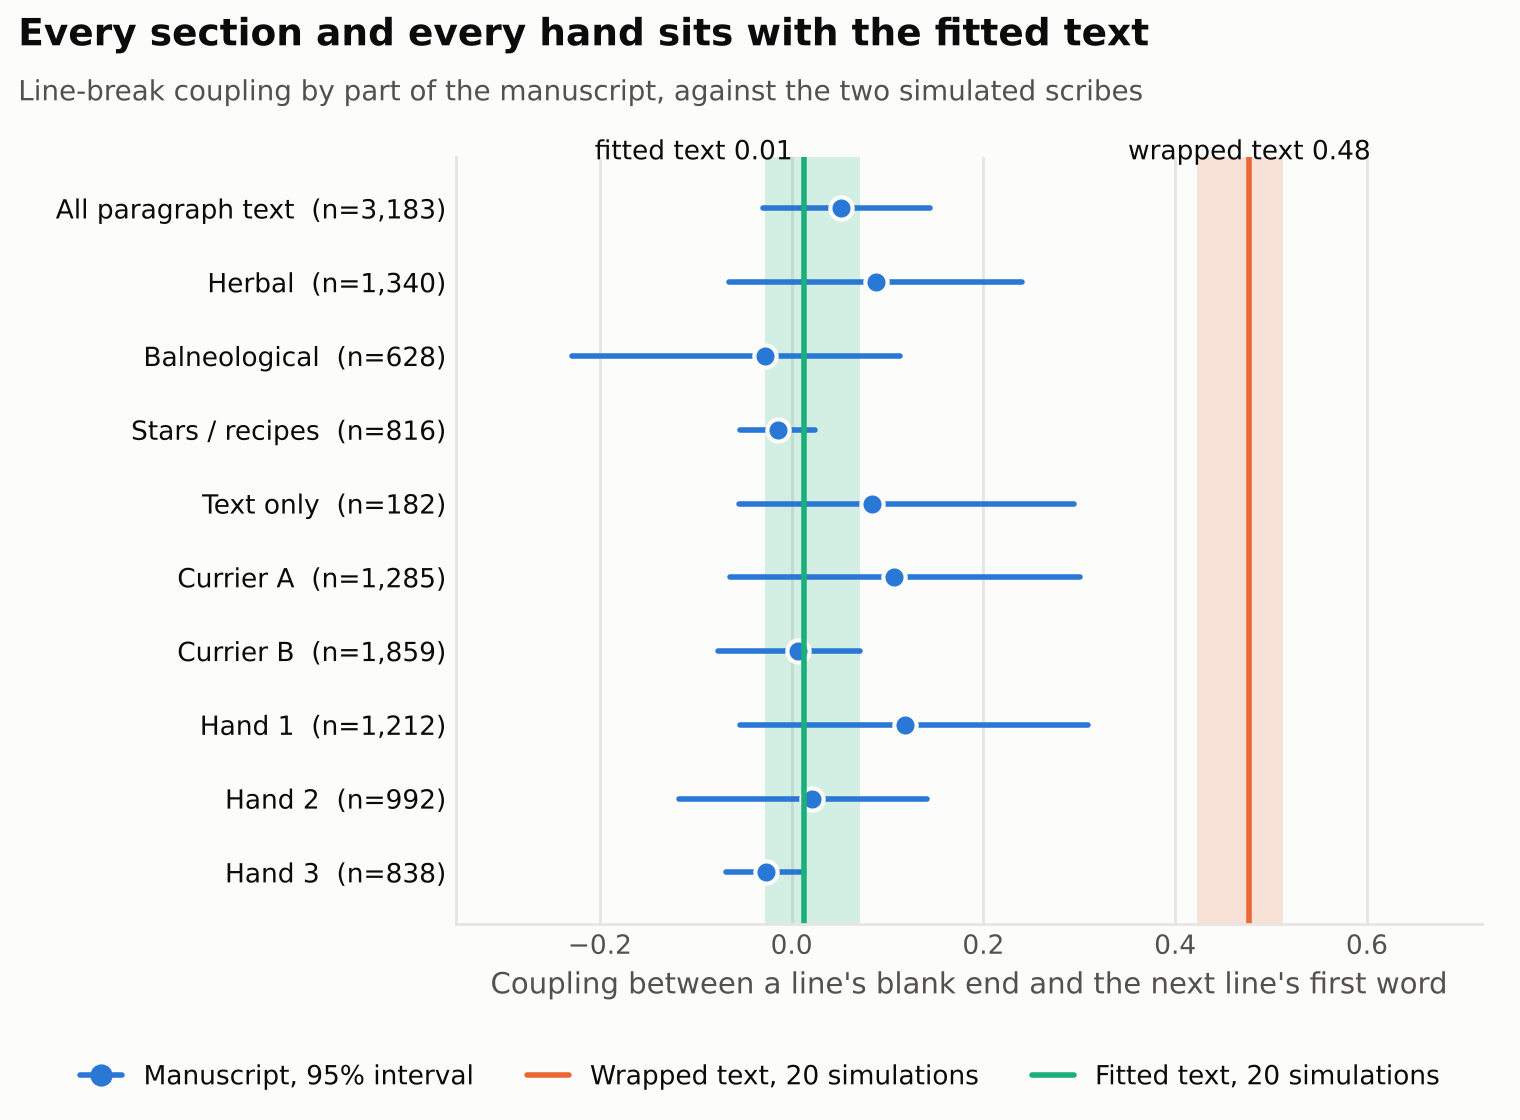 Every section and every hand sits with the fitted text
Line-break coupling by part of the manuscript, against the two simulated scribes
fitted text 0.01
wrapped text 0.48
All paragraph text (n=3,183)
Herbal (n=1,340)
Balneological (n=628)
Stars / recipes (n=816)
Text only (n=182)
Currier A (n=1,285)
Currier B (n=1,859)
Hand 1 (n=1,212)
Hand 2 (n=992)
Hand 3 (n=838)
−0.2 0.0 0.2 0.4 0.6
Coupling between a line's blank end and the next line's first word
Manuscript, 95% interval
Wrapped text, 20 simulations
Fitted text, 20 simulations